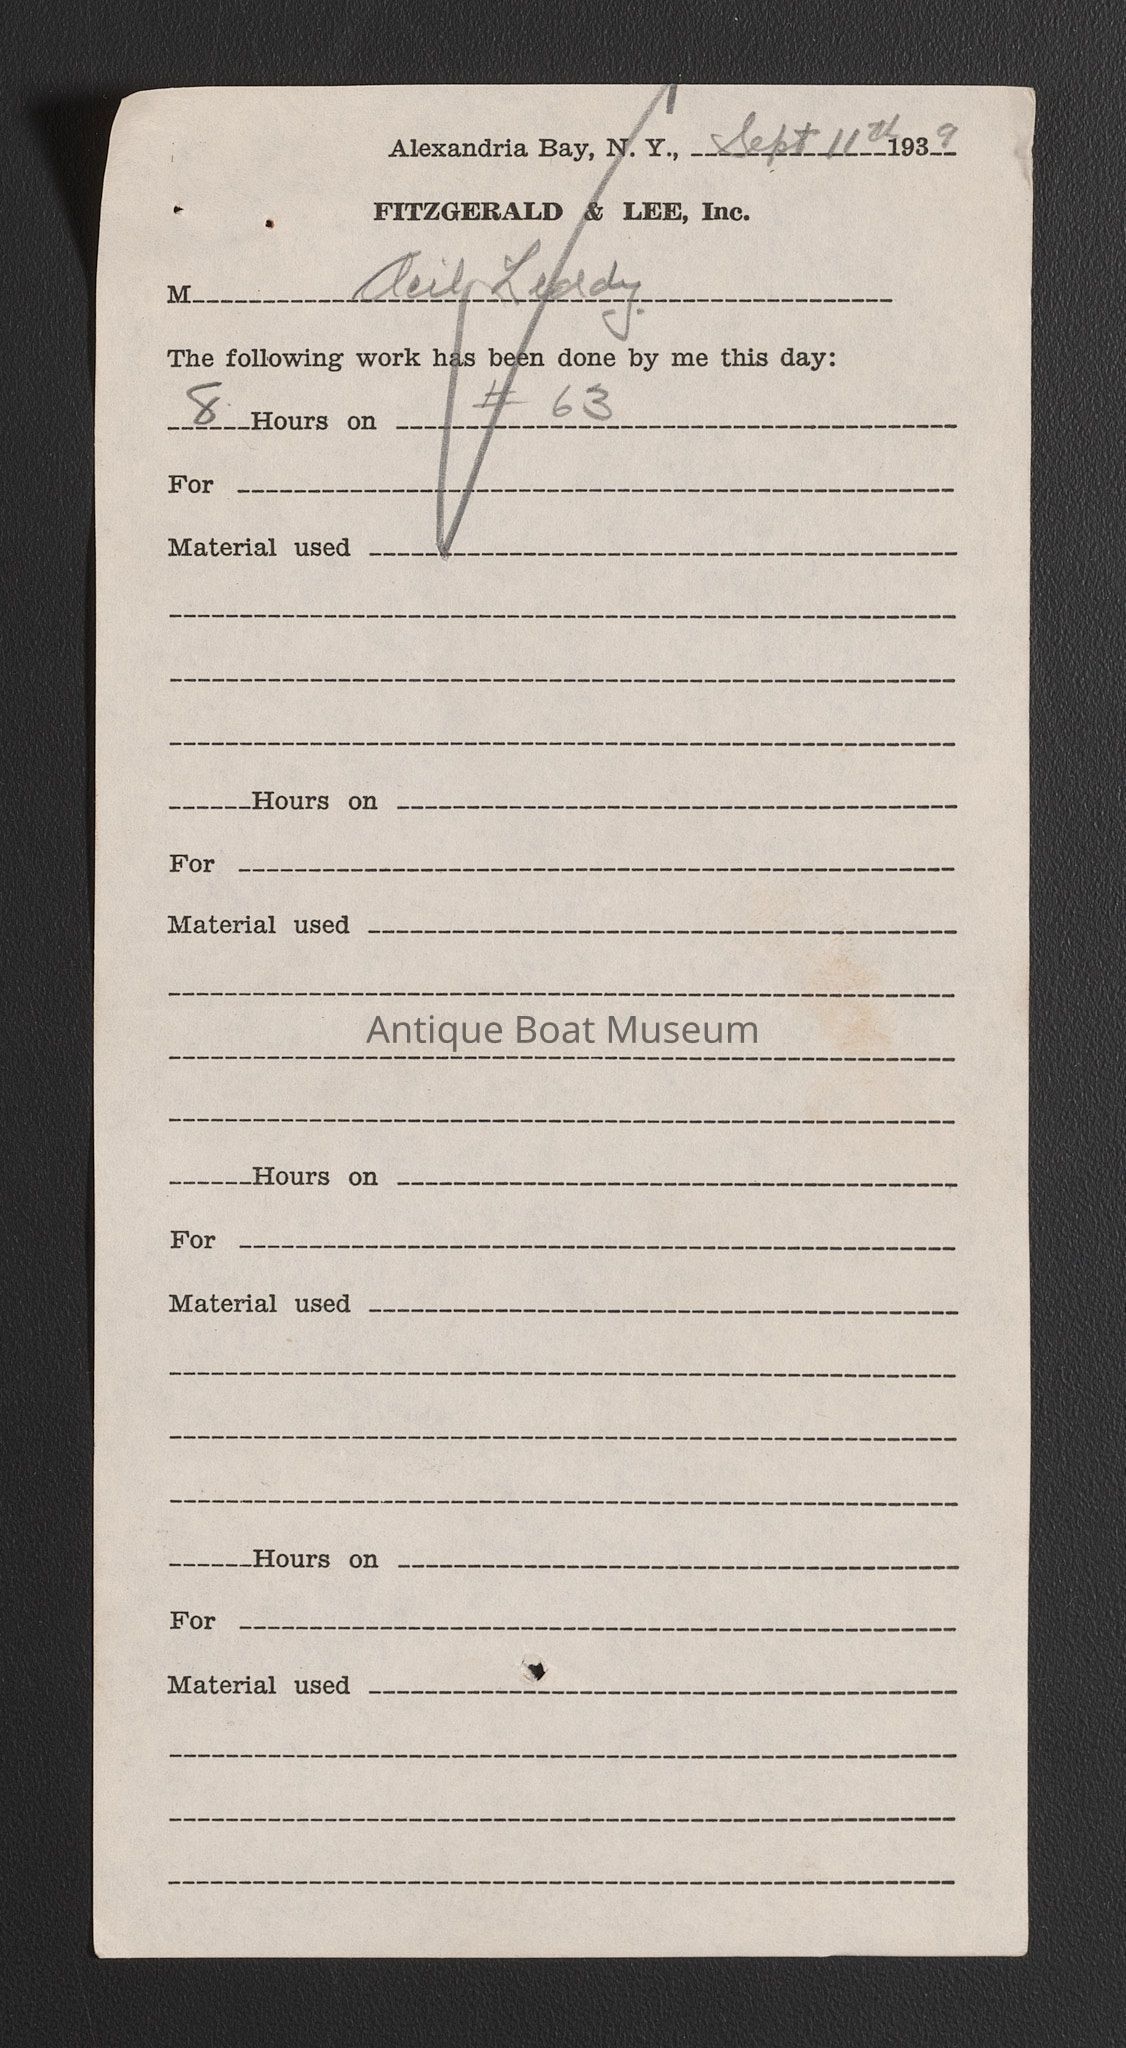 Alexandria Bay, N. Y., Sept 11th 1939
FITZGERALD & LEE, Inc.
M Leddy.
The following work has been done by me this day:
8 Hours on # 63
For
Material used
Hours on
For
Material used
Antique Boat Museum
Hours on
For
Material used
Hours on
For
Material used